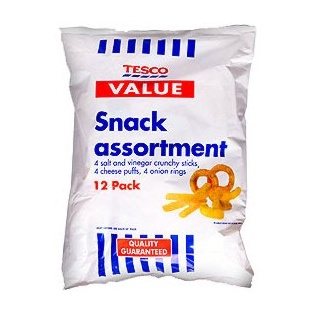 TESCO
VALUE
Snack
assortment
4 salt and vinegar crunchy sticks,
4 cheese puffs, 4 onion rings
12 Pack
QUALITY
GUARANTEED